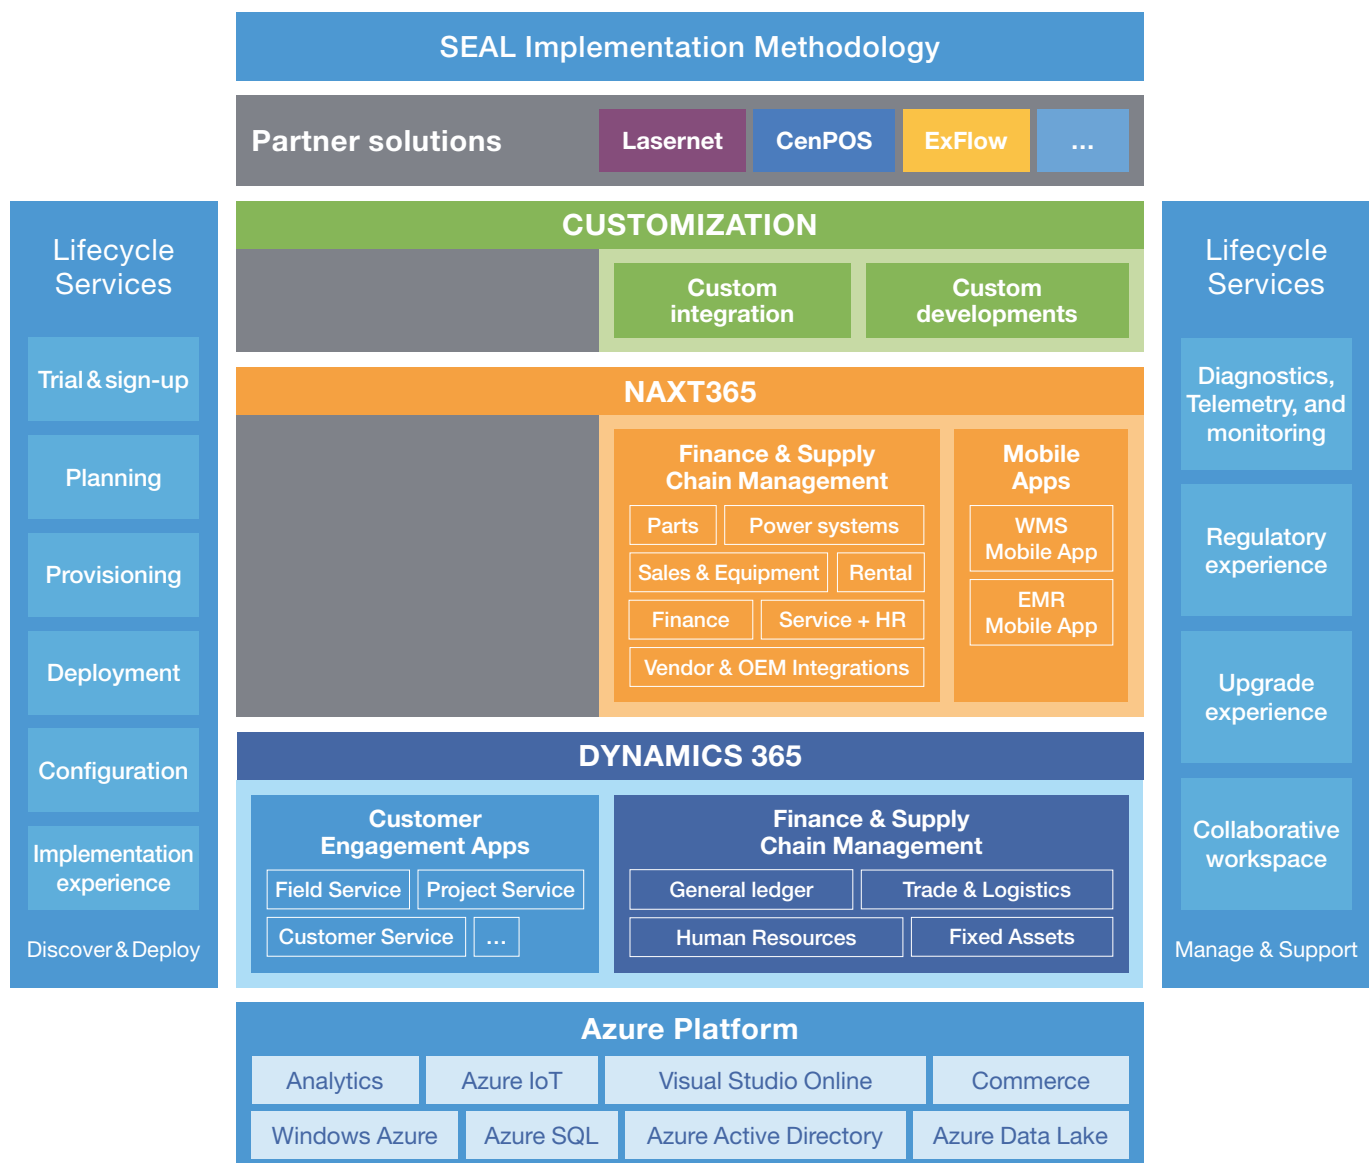 SEAL Implementation Methodology
Partner solutions
Lasernet
CenPOS
ExFlow
...
Lifecycle
Services
Trial & sign-up
Planning
Provisioning
Deployment
Configuration
Implementation
experience
Discover & Deploy
CUSTOMIZATION
Custom
integration
Custom
developments
NAXT365
Finance & Supply
Chain Management
Parts
Power systems
Sales & Equipment
Rental
Finance
Service + HR
Vendor & OEM Integrations
Mobile
Apps
WMS
Mobile App
EMR
Mobile App
DYNAMICS 365
Customer
Engagement Apps
Field Service
Project Service
Customer Service
...
Finance & Supply
Chain Management
General ledger
Trade & Logistics
Human Resources
Fixed Assets
Lifecycle
Services
Diagnostics,
Telemetry, and
monitoring
Regulatory
experience
Upgrade
experience
Collaborative
workspace
Manage & Support
Azure Platform
Analytics
Azure IoT
Visual Studio Online
Commerce
Windows Azure
Azure SQL
Azure Active Directory
Azure Data Lake